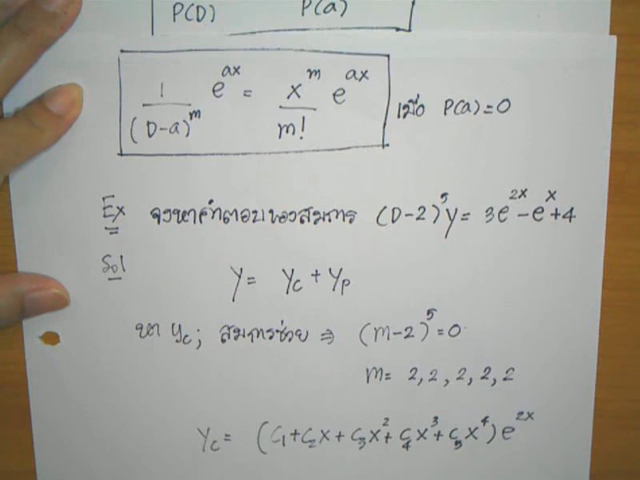 P(D) P(a)
1/(D-a)^m e^{ax} = x^m/m! e^{ax} เมื่อ P(a)=0
Ex จงหาคำตอบของสมการ (D-2)^5 y = 3e^{2x} - e^x + 4
Sol
y = y_c + y_p
หา y_c ; สมการช่วย ⇒ (m-2)^5 = 0
m = 2, 2, 2, 2, 2
y_c = (c_1 + c_2x + c_3x^2 + c_4x^3 + c_5x^4) e^{2x}